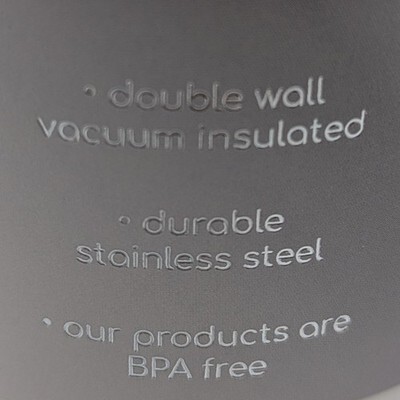 • double wall
vacuum insulated
• durable
stainless steel
• our products are
BPA free